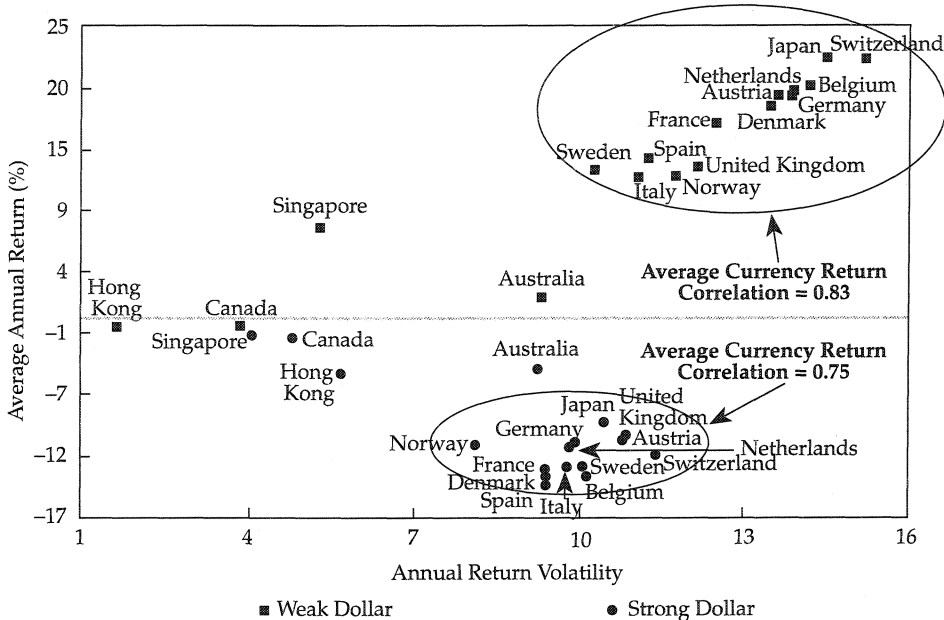 25
20
15
9
4
−1
−7
−12
−17
Average Annual Return (%)
Japan Switzerland
Netherlands
Austria
Belgium
Germany
Denmark
France
Sweden
Spain
United Kingdom
Italy
Norway
Singapore
Average Currency Return
Correlation = 0.83
Hong
Kong
Canada
Australia
Singapore
Canada
Hong
Kong
Australia
Average Currency Return
Correlation = 0.75
Japan
United
Kingdom
Germany
Austria
Norway
Netherlands
France
Sweden
Switzerland
Denmark
Belgium
Spain
Italy
1
4
7
10
13
16
Annual Return Volatility
Weak Dollar
Strong Dollar